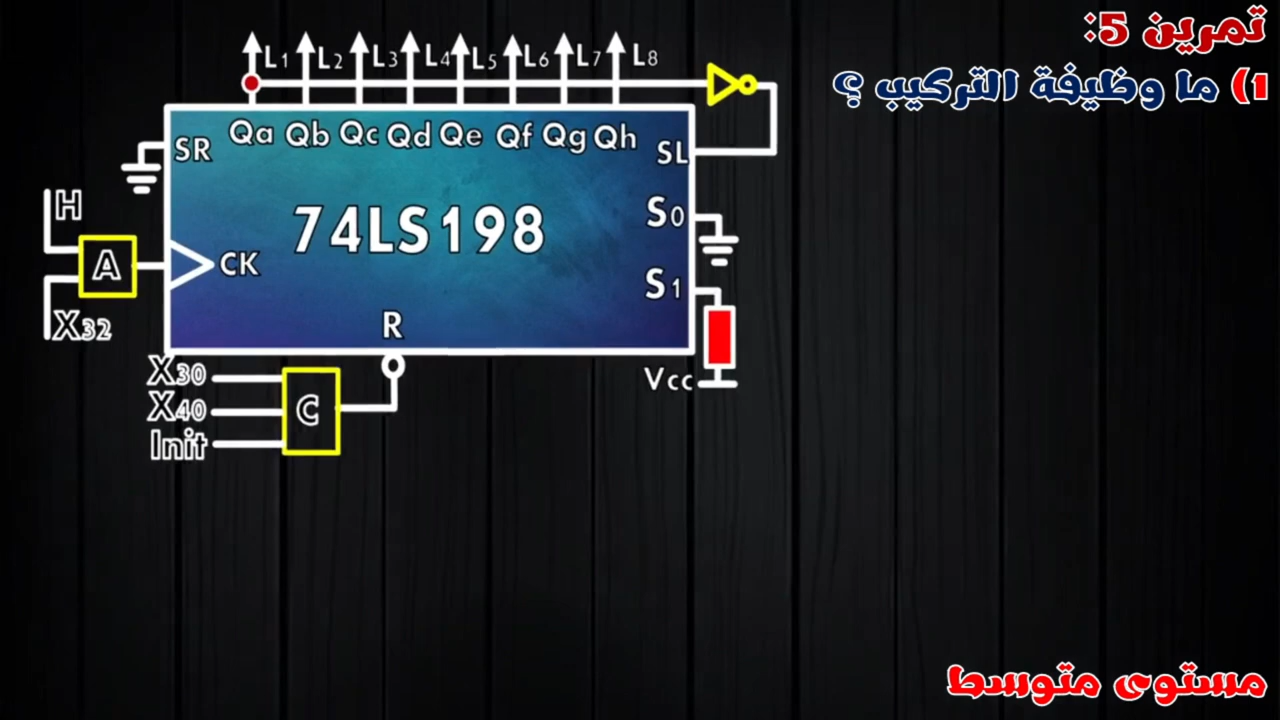 تمرين 5:
1) ما وظيفة التركيب ؟
L1 L2 L3 L4 L5 L6 L7 L8
Qa Qb Qc Qd Qe Qf Qg Qh
SR
SL
H
S0
74LS198
A
CK
S1
X32
R
X30
Vcc
X40
C
Init
مستوى متوسط